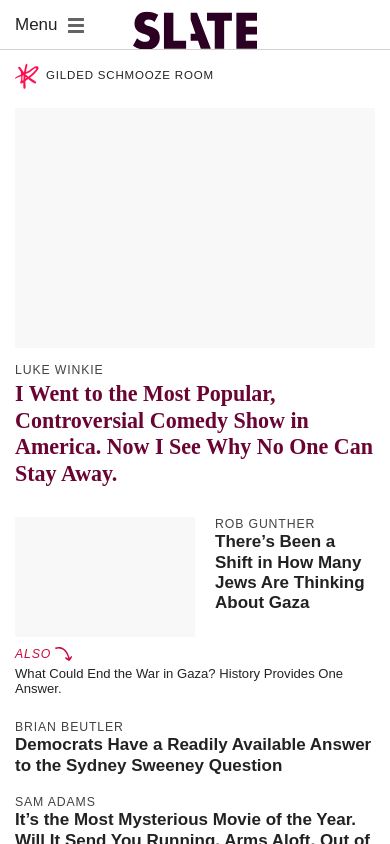 Menu
SLATE
GILDED SCHMOOZE ROOM
LUKE WINKIE
I Went to the Most Popular,
Controversial Comedy Show in
America. Now I See Why No One Can
Stay Away.
ROB GUNTHER
There’s Been a
Shift in How Many
Jews Are Thinking
About Gaza
ALSO
What Could End the War in Gaza? History Provides One
Answer.
BRIAN BEUTLER
Democrats Have a Readily Available Answer
to the Sydney Sweeney Question
SAM ADAMS
It’s the Most Mysterious Movie of the Year.
Will It Send You Running, Arms Aloft, Out of